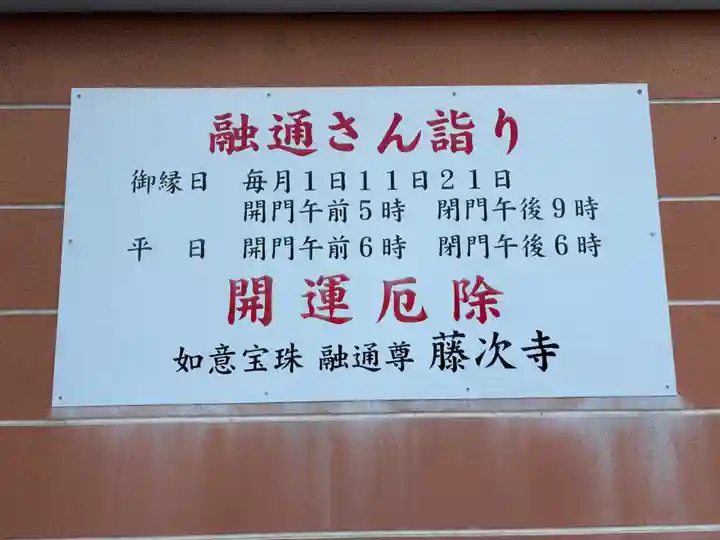 融通さん詣り
御縁日 毎月1日11日21日
開門午前5時 閉門午後9時
平 日 開門午前6時 閉門午後6時
開運厄除
如意宝珠 融通尊 藤次寺